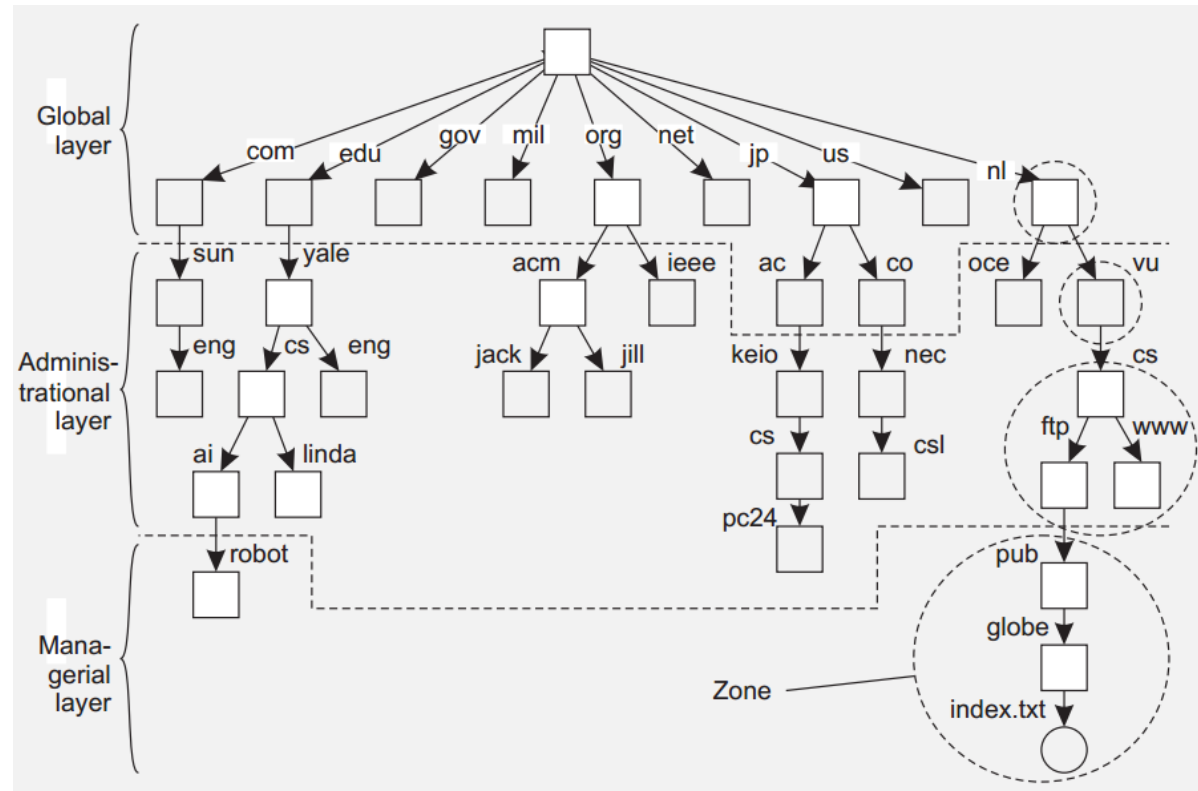 Global
layer
com
edu
gov
mil
org
net
jp
us
nl
sun
yale
acm
ieee
ac
co
oce
vu
Adminis-
trational
layer
eng
cs
eng
jack
jill
keio
nec
cs
ai
linda
cs
csl
ftp
www
pc24
robot
pub
Mana-
gerial
layer
globe
Zone
index.txt